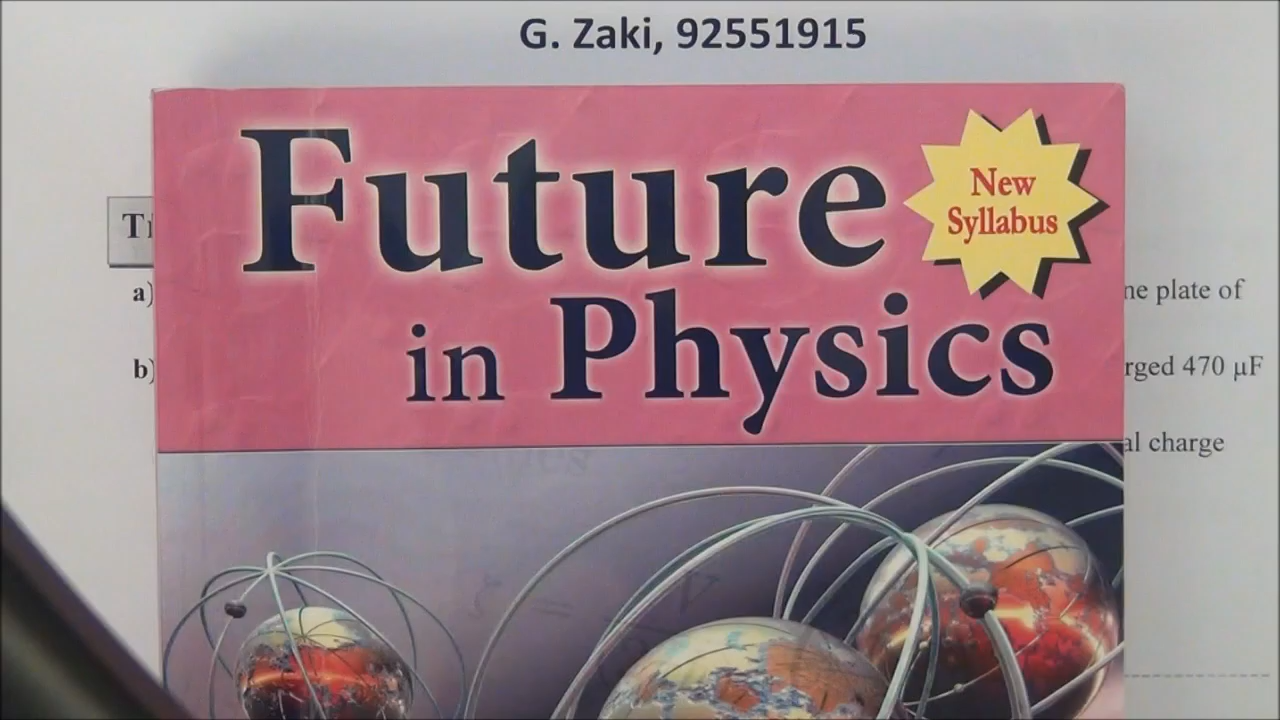 G. Zaki, 92551915
Future
in Physics
New
Syllabus
a)
ne plate of
b)
rged 470 µF
al charge